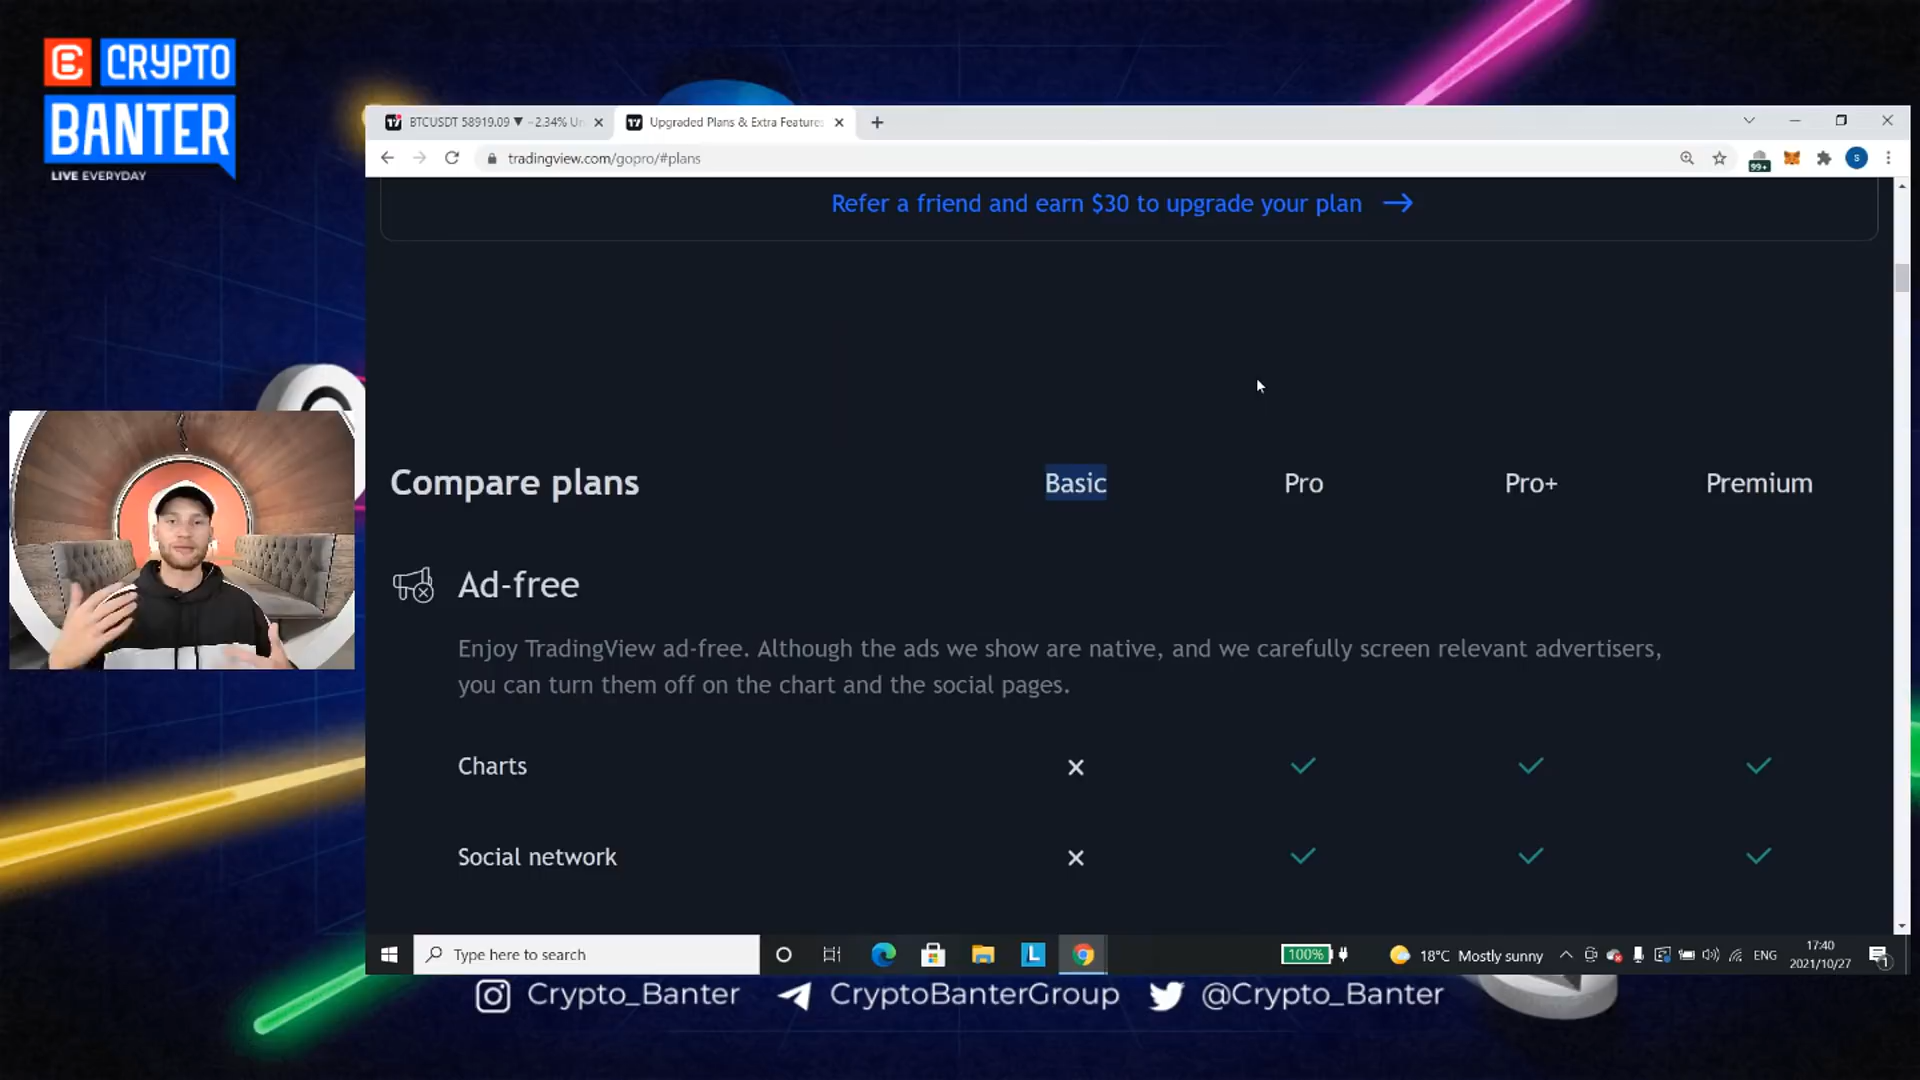 CRYPTO
BANTER
LIVE EVERYDAY
BTCUSDT 58919.09 ▼ −2.34% Un
Upgraded Plans & Extra Features
tradingview.com/gopro/#plans
99+
S
Refer a friend and earn $30 to upgrade your plan →
Compare plans
Basic
Pro
Pro+
Premium
Ad-free
Enjoy TradingView ad-free. Although the ads we show are native, and we carefully screen relevant advertisers,
you can turn them off on the chart and the social pages.
Charts
Social network
Type here to search
L
100%
18°C Mostly sunny
ENG
17:40
2021/10/27
1
Crypto_Banter
CryptoBanterGroup
@Crypto_Banter